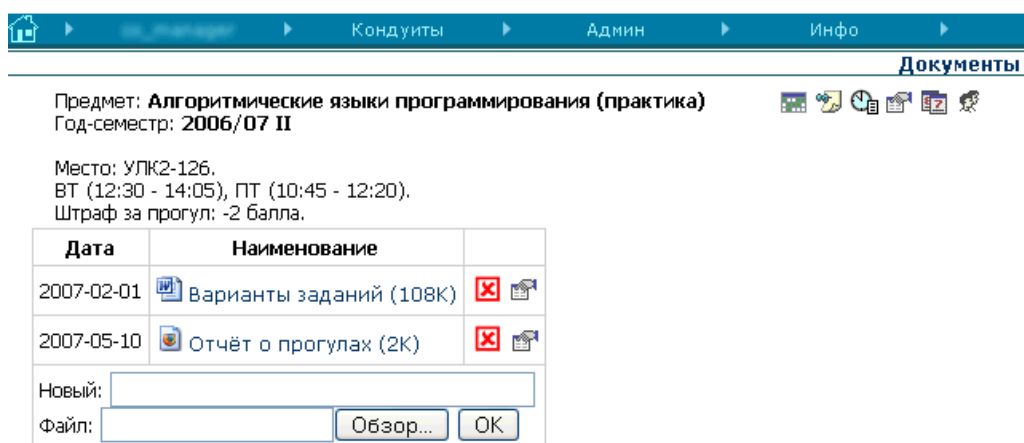 Кондуиты Админ Инфо
Документы
Предмет: Алгоритмические языки программирования (практика)
Год-семестр: 2006/07 II
Место: УЛК2-126.
ВТ (12:30 - 14:05), ПТ (10:45 - 12:20).
Штраф за прогул: -2 балла.
Дата Наименование
2007-02-01 Варианты заданий (108K)
2007-05-10 Отчёт о прогулах (2K)
Новый:
Файл: Обзор... OK